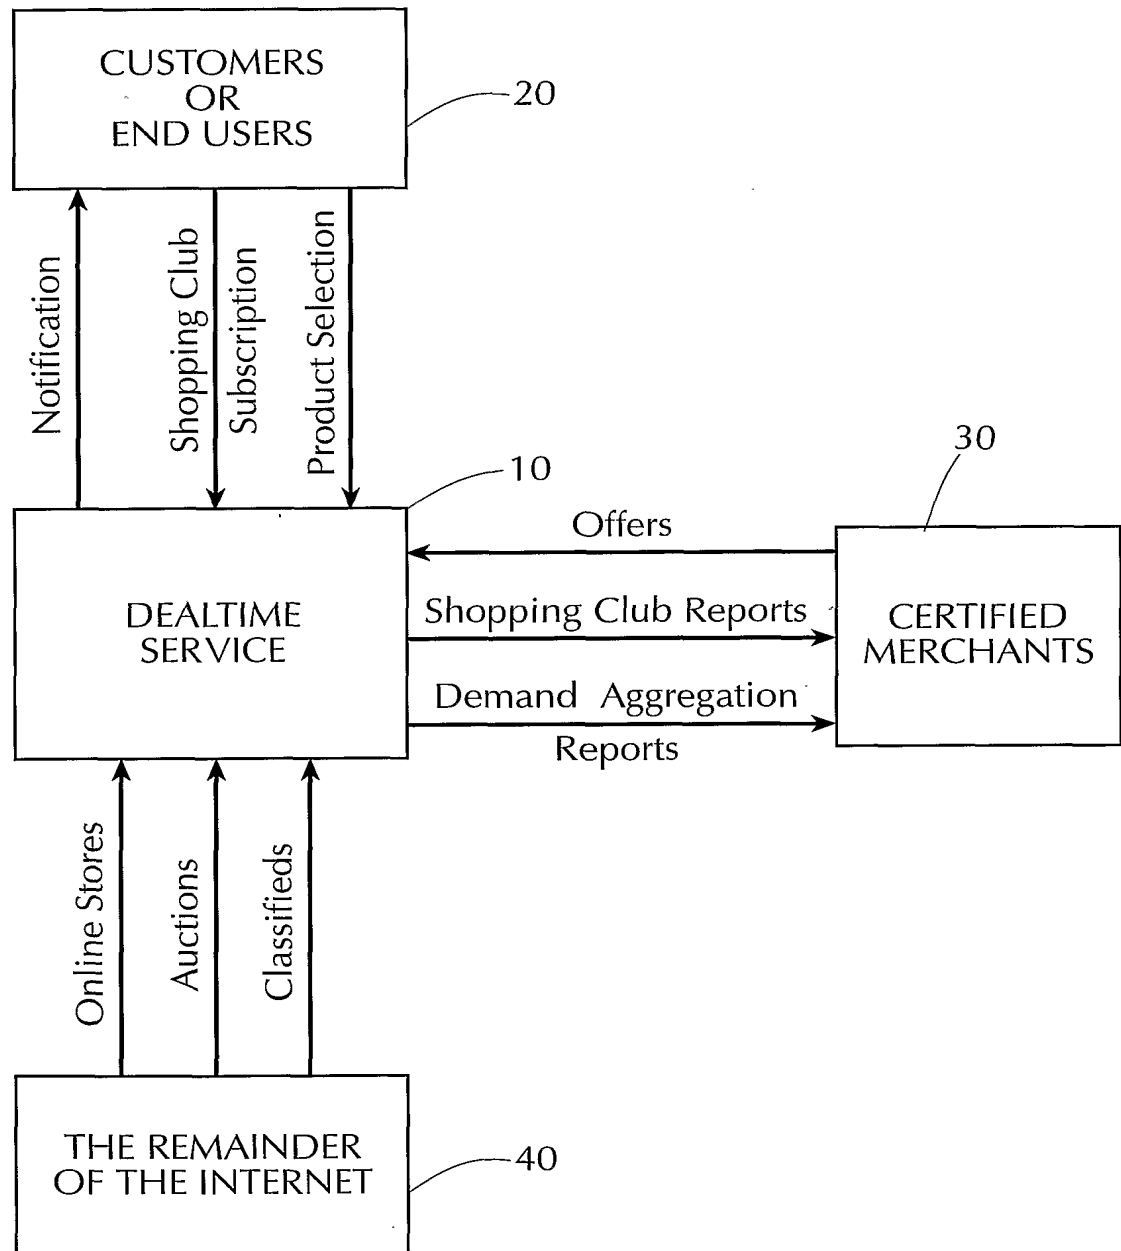 CUSTOMERS
OR
END USERS
20
Notification
Shopping Club
Subscription
Product Selection
10
30
Offers
DEALTIME
SERVICE
Shopping Club Reports
CERTIFIED
MERCHANTS
Demand Aggregation
Reports
Online Stores
Auctions
Classifieds
THE REMAINDER
OF THE INTERNET
40